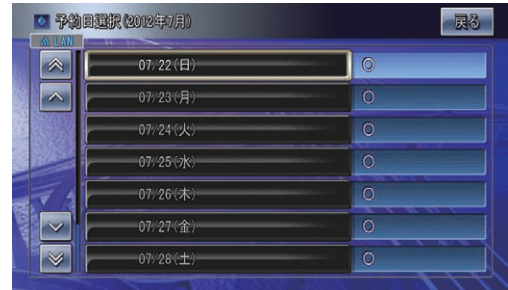 予約日選択(2012年7月)
戻る
LAN
07/22(日) ◎
07/23(月) ○
07/24(火) ○
07/25(水) ○
07/26(木) ○
07/27(金) ○
07/28(土) ○